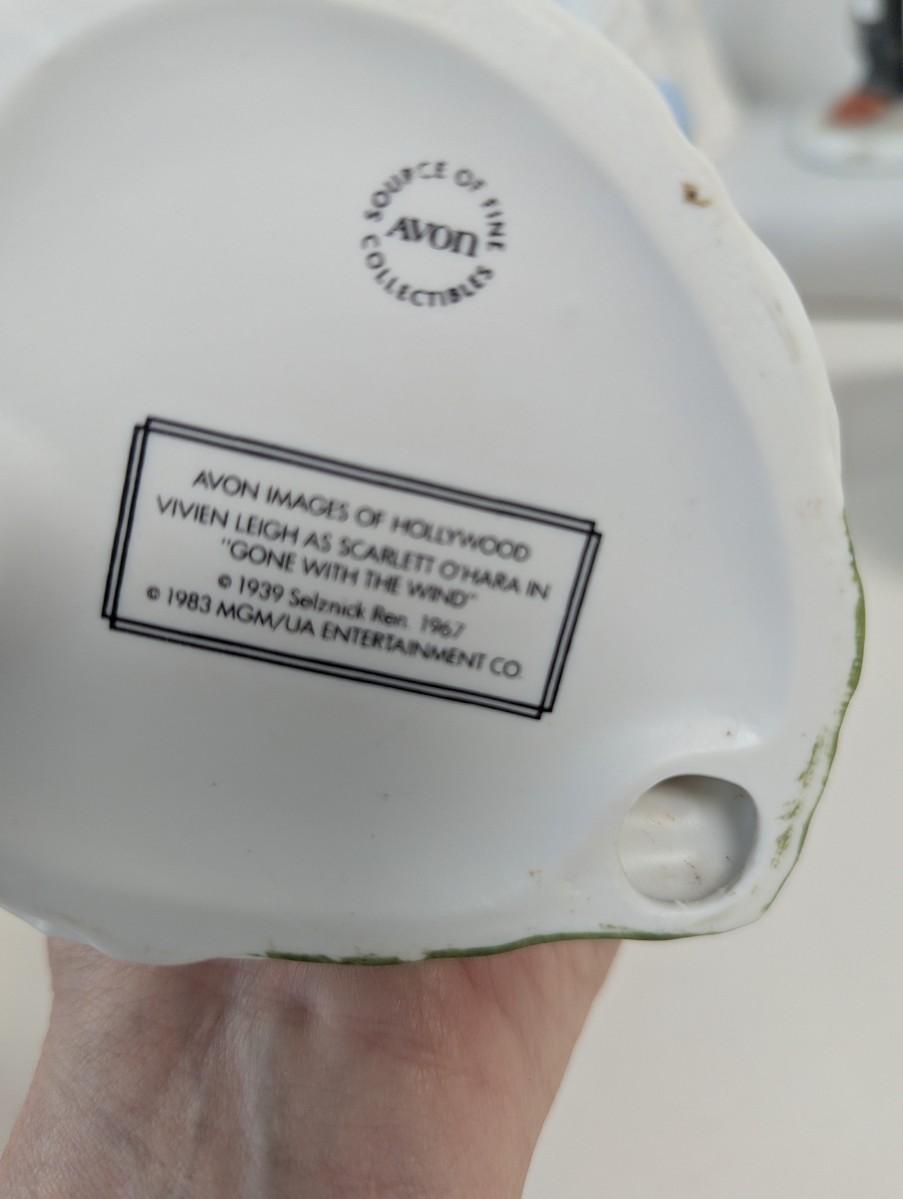 SOURCE OF FINE
AVON
COLLECTIBLES
AVON IMAGES OF HOLLYWOOD
VIVIEN LEIGH AS SCARLETT O'HARA IN
"GONE WITH THE WIND"
© 1939 Selznick Ren. 1967
© 1983 MGM/UA ENTERTAINMENT CO.